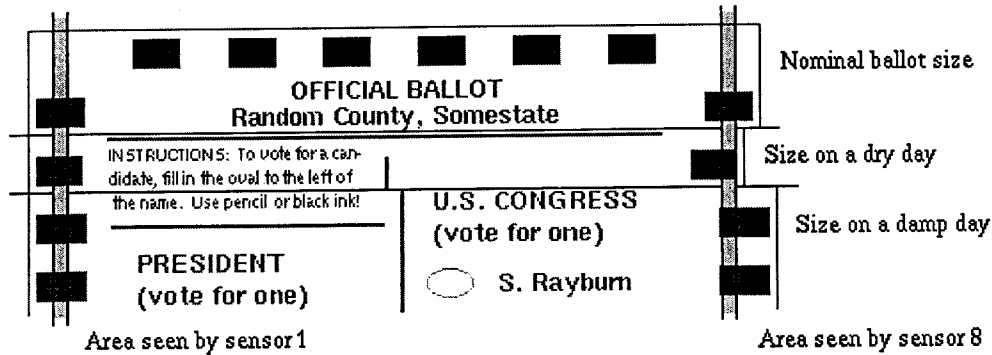 Nominal ballot size
OFFICIAL BALLOT
Random County, Somestate
Size on a dry day
INSTRUCTIONS: To vote for a can-
didate, fill in the oval to the left of
the name. Use pencil or black ink!
U.S. CONGRESS
(vote for one)
Size on a damp day
PRESIDENT
(vote for one)
S. Rayburn
Area seen by sensor 1
Area seen by sensor 8